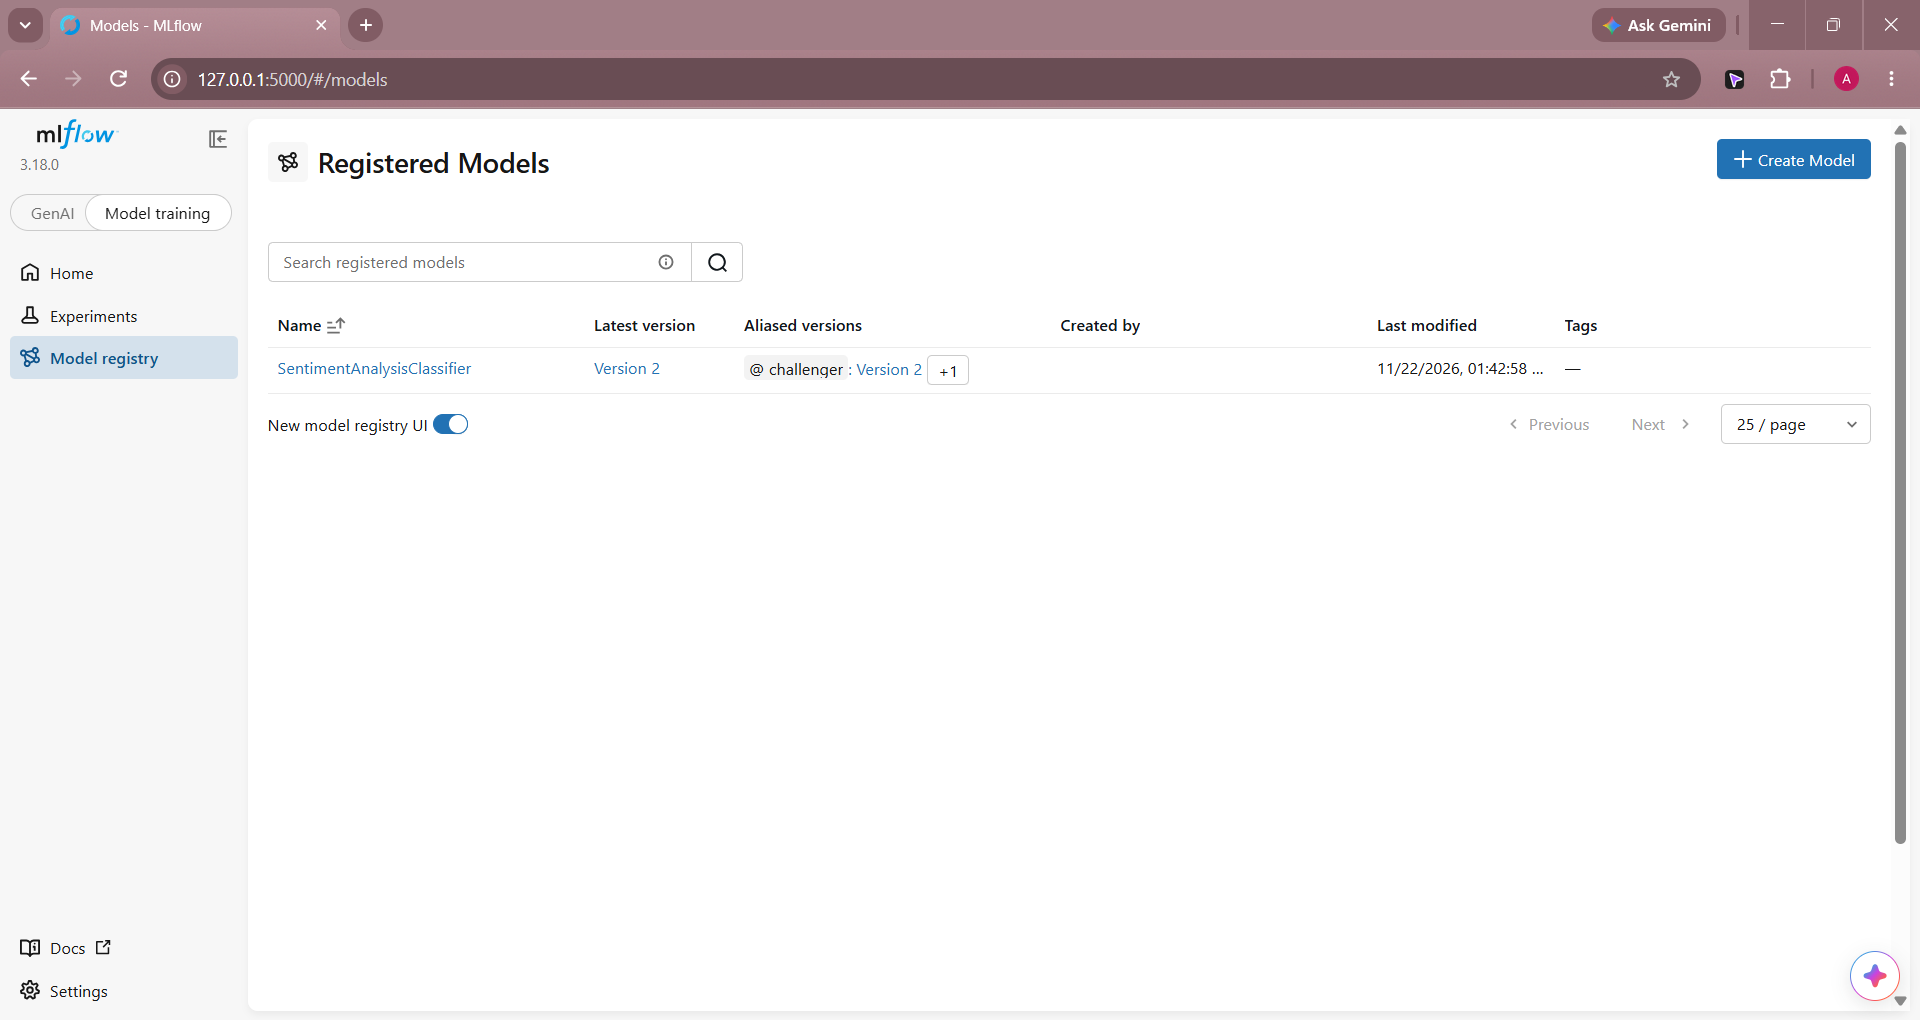 Models - MLflow
Ask Gemini
127.0.0.1:5000/#/models
A
mlflow
3.18.0
GenAI
Model training
Home
Experiments
Model registry
Docs
Settings
Registered Models
Create Model
Search registered models
Name Latest version Aliased versions Created by Last modified Tags
SentimentAnalysisClassifier Version 2 @ challenger : Version 2 +1 11/22/2026, 01:42:58 ... —
New model registry UI
Previous Next 25 / page